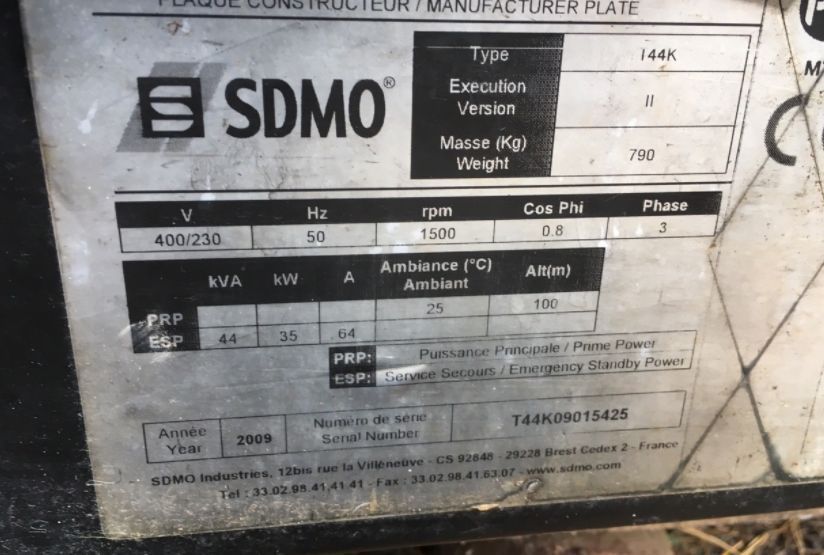 PLAQUE CONSTRUCTEUR / MANUFACTURER PLATE
SDMO®
Type T44K
Execution
Version II
Masse (Kg)
Weight 790
V Hz rpm Cos Phi Phase
400/230 50 1500 0.8 3
kVA kW A Ambiance (°C)
Ambiant Alt(m)
PRP 25 100
ESP 44 35 64
PRP: Puissance Principale / Prime Power
ESP: Service Secours / Emergency Standby Power
Année
Year 2009 Numéro de série
Serial Number T44K09015425
SDMO Industries, 12bis rue la Villeneuve - CS 92848 - 29228 Brest Cedex 2 - France
Tel : 33.02.98.41.41.41 - Fax : 33.02.98.41.63.07 - www.sdmo.com